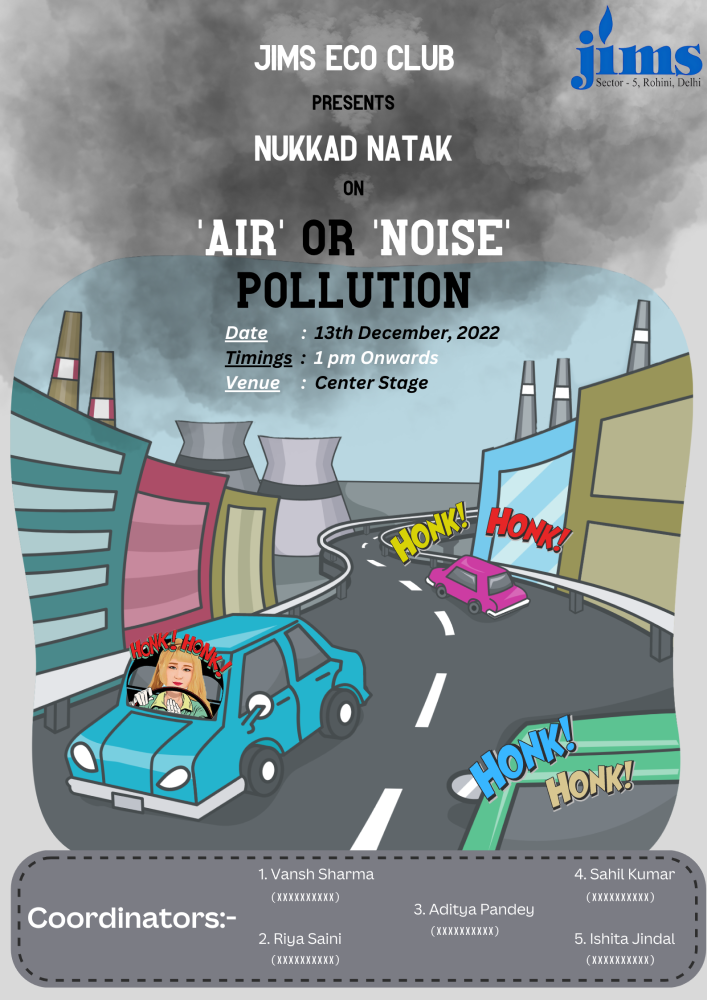 jims
Sector - 5, Rohini, Delhi
JIMS ECO CLUB
PRESENTS
NUKKAD NATAK
ON
'AIR' OR 'NOISE'
POLLUTION
Date : 13th December, 2022
Timings : 1 pm Onwards
Venue : Center Stage
HONK!
HONK!
HONK! HONK!
HONK!
HONK!
Coordinators:-
1. Vansh Sharma
(XXXXXXXXXX)
2. Riya Saini
(XXXXXXXXXX)
3. Aditya Pandey
(XXXXXXXXXX)
4. Sahil Kumar
(XXXXXXXXXX)
5. Ishita Jindal
(XXXXXXXXXX)